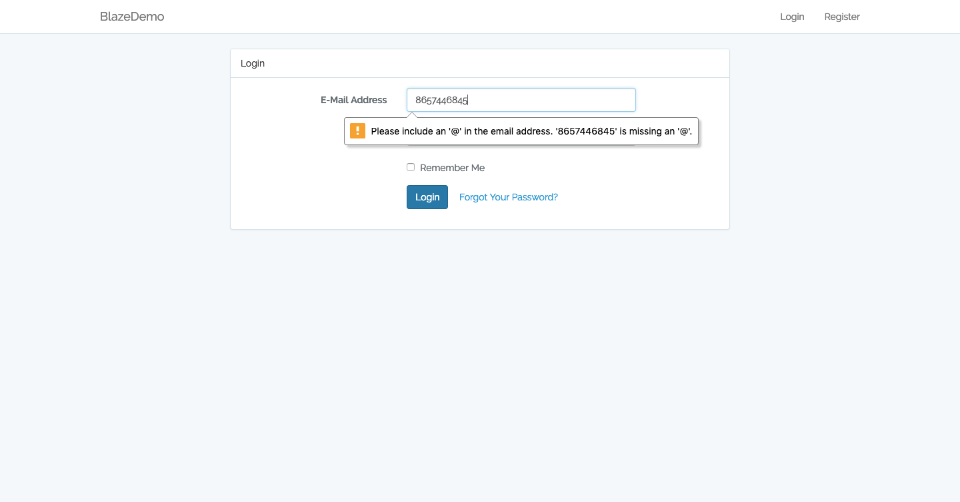 BlazeDemo
Login Register
Login
E-Mail Address 8657446845
Please include an '@' in the email address. '8657446845' is missing an '@'.
Remember Me
Login Forgot Your Password?